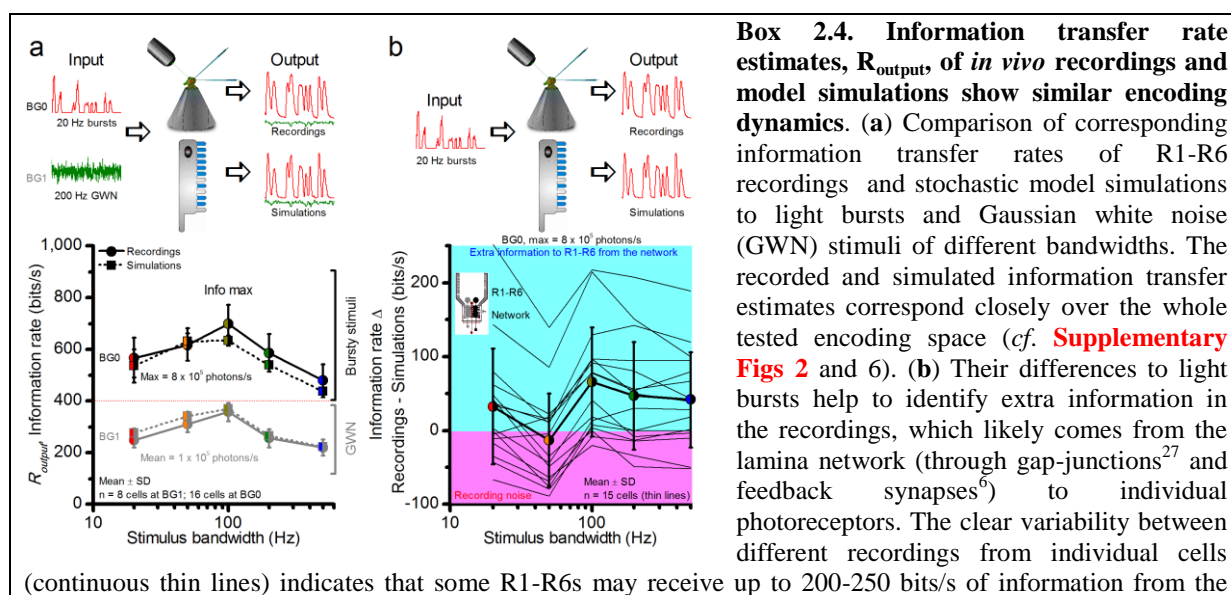 a
Input
BG0
20 Hz bursts
BG1
200 Hz GWN
Output
Recordings
Simulations
1,000
800
600
400
200
0
R_output, Information rate (bits/s)
Recordings
Simulations
Info max
BG0
Max = 8 x 10⁵ photons/s
BG1
Mean = 1 x 10⁵ photons/s
Mean ± SD
n = 8 cells at BG1; 16 cells at BG0
Bursty stimuli
GWN
10
100
Stimulus bandwidth (Hz)
b
Input
20 Hz bursts
Output
Recordings
Simulations
BG0, max = 8 x 10⁵ photons/s
Extra information to R1-R6 from the network
R1-R6
Network
200
100
0
-100
Information rate Δ
Recordings - Simulations (bits/s)
Recording noise
Mean ± SD
n = 15 cells (thin lines)
10
100
Stimulus bandwidth (Hz)
Box 2.4. Information transfer rate
estimates, R_output, of in vivo recordings and
model simulations show similar encoding
dynamics. (a) Comparison of corresponding
information transfer rates of R1-R6
recordings and stochastic model simulations
to light bursts and Gaussian white noise
(GWN) stimuli of different bandwidths. The
recorded and simulated information transfer
estimates correspond closely over the whole
tested encoding space (cf. Supplementary
Figs 2 and 6). (b) Their differences to light
bursts help to identify extra information in
the recordings, which likely comes from the
lamina network (through gap-junctions²⁷ and
feedback synapses⁶) to individual
photoreceptors. The clear variability between
different recordings from individual cells
(continuous thin lines) indicates that some R1-R6s may receive up to 200-250 bits/s of information from the